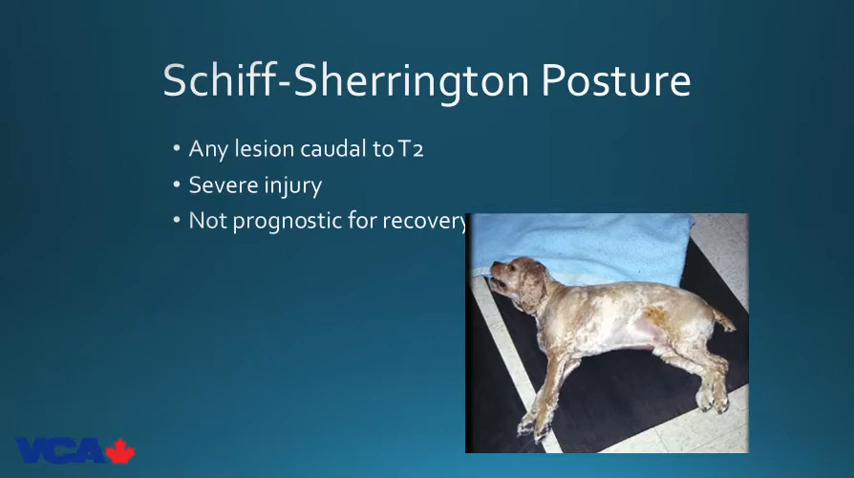 Schiff-Sherrington Posture
• Any lesion caudal to T2
• Severe injury
• Not prognostic for recovery
VCA